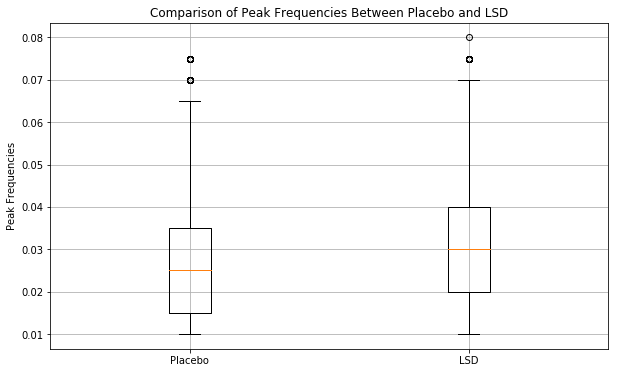 Comparison of Peak Frequencies Between Placebo and LSD
Peak Frequencies
0.08
0.07
0.06
0.05
0.04
0.03
0.02
0.01
Placebo
LSD